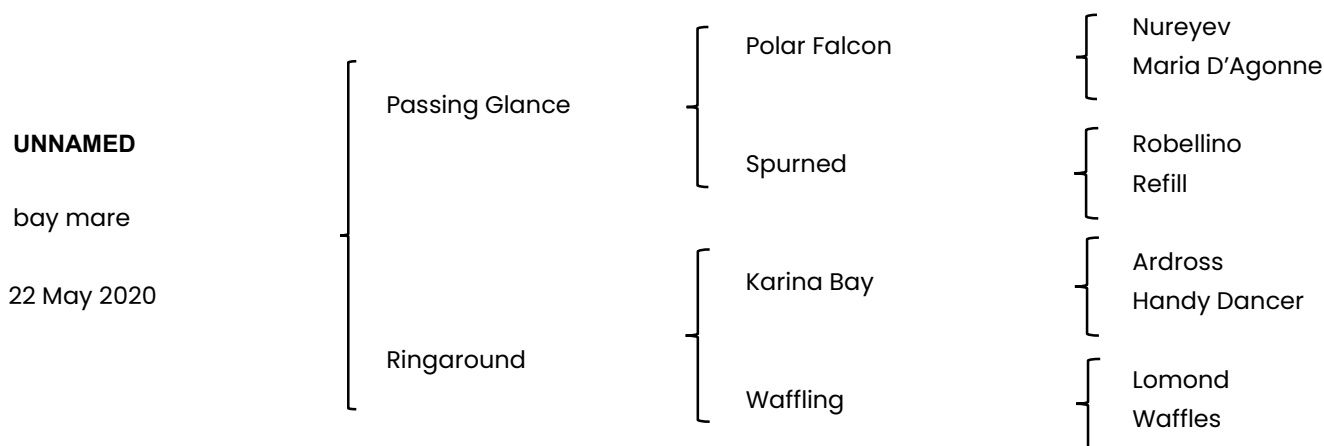 UNNAMED
bay mare
22 May 2020
Passing Glance
Ringaround
Polar Falcon
Spurned
Karina Bay
Waffling
Nureyev
Maria D’Agonne
Robellino
Refill
Ardross
Handy Dancer
Lomond
Waffles